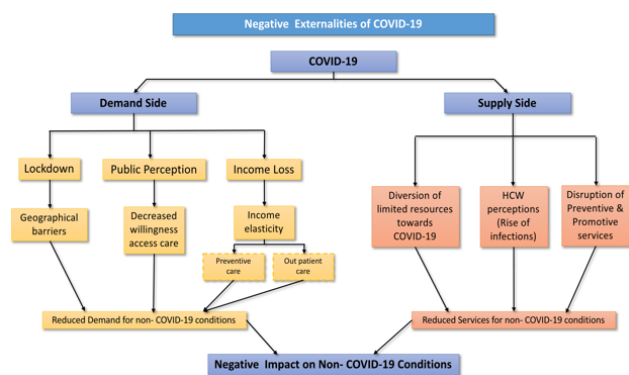 Negative Externalities of COVID-19
COVID-19
Demand Side
Supply Side
Lockdown
Public Perception
Income Loss
Geographical
barriers
Decreased
willingness
access care
Income
elasticity
Preventive
care
Out patient
care
Diversion of
limited resources
towards
COVID-19
HCW
perceptions
(Rise of
infections)
Disruption of
Preventive &
Promotive
services
Reduced Demand for non- COVID-19 conditions
Reduced Services for non- COVID-19 conditions
Negative Impact on Non- COVID-19 Conditions